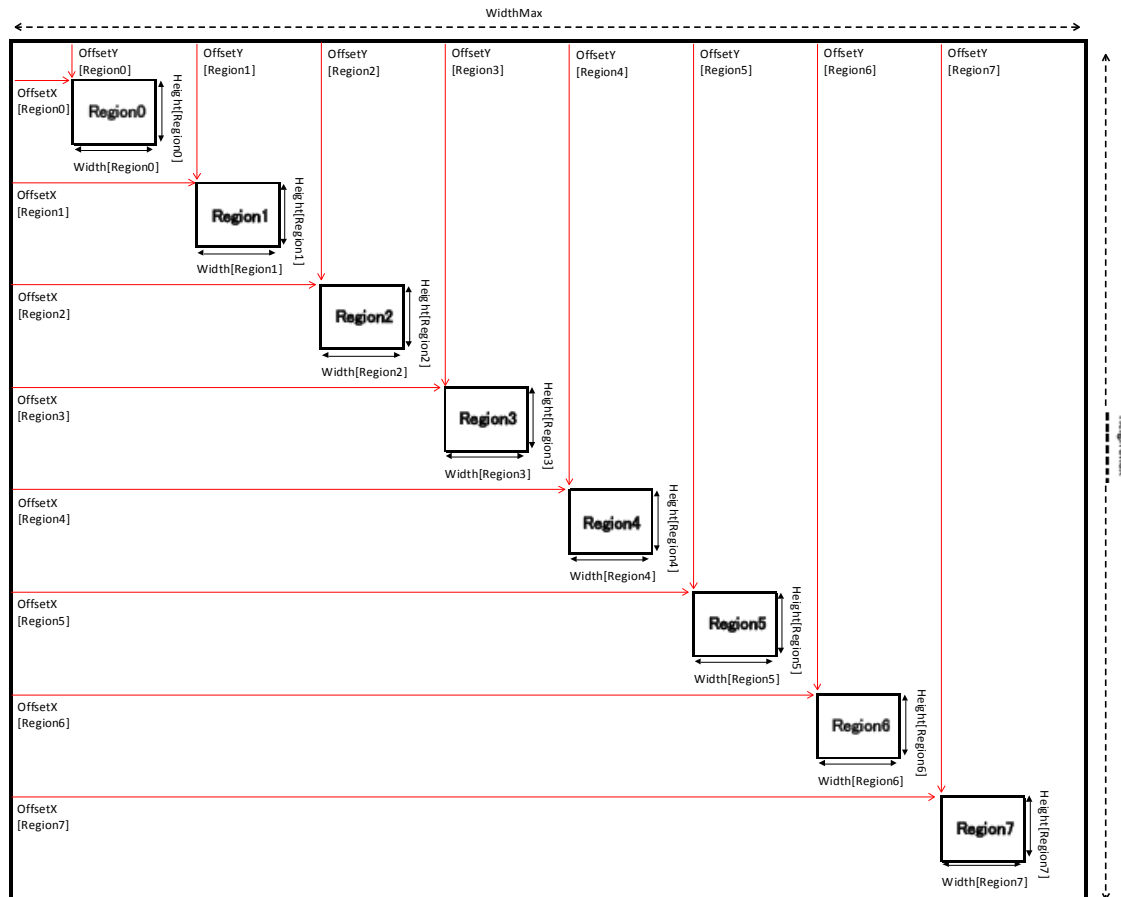 WidthMax
OffsetY
[Region0]
OffsetY
[Region1]
OffsetY
[Region2]
OffsetY
[Region3]
OffsetY
[Region4]
OffsetY
[Region5]
OffsetY
[Region6]
OffsetY
[Region7]
OffsetX
[Region0]
Region0
Height[Region0]
Width[Region0]
OffsetX
[Region1]
Region1
Height[Region1]
Width[Region1]
OffsetX
[Region2]
Region2
Height[Region2]
Width[Region2]
OffsetX
[Region3]
Region3
Height[Region3]
Width[Region3]
OffsetX
[Region4]
Region4
Height[Region4]
Width[Region4]
OffsetX
[Region5]
Region5
Height[Region5]
Width[Region5]
OffsetX
[Region6]
Region6
Height[Region6]
Width[Region6]
OffsetX
[Region7]
Region7
Height[Region7]
Width[Region7]